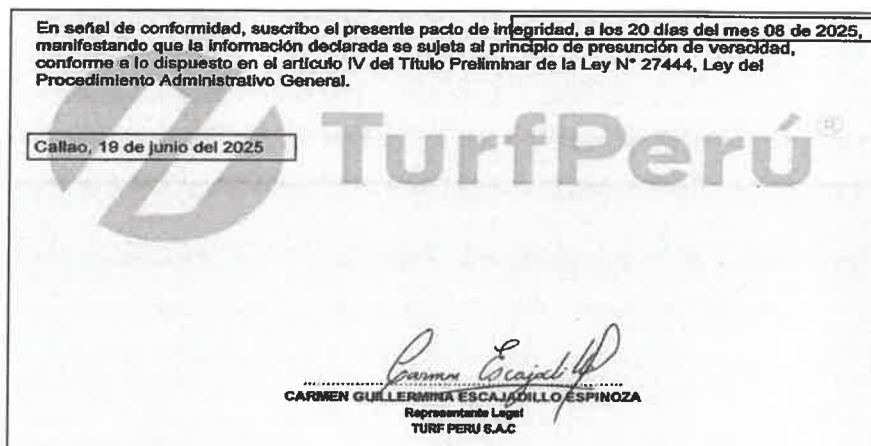 En señal de conformidad, suscribo el presente pacto de integridad, a los 20 días del mes 08 de 2025,
manifestando que la información declarada se sujeta al principio de presunción de veracidad,
conforme a lo dispuesto en el artículo IV del Título Preliminar de la Ley N° 27444, Ley del
Procedimiento Administrativo General.
Callao, 19 de junio del 2025
TurfPerú®
Carmen Escajadillo
CARMEN GUILLERMINA ESCAJADILLO ESPINOZA
Representante Legal
TURF PERU S.A.C